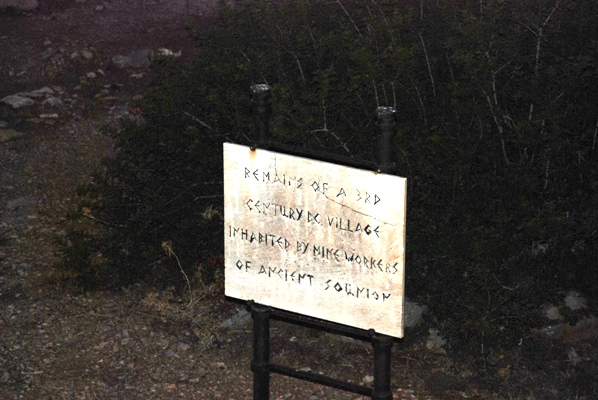 REMAINS OF A 3RD
CENTURY BC VILLAGE
INHABITED BY MINE WORKERS
OF ANCIENT SOUNION